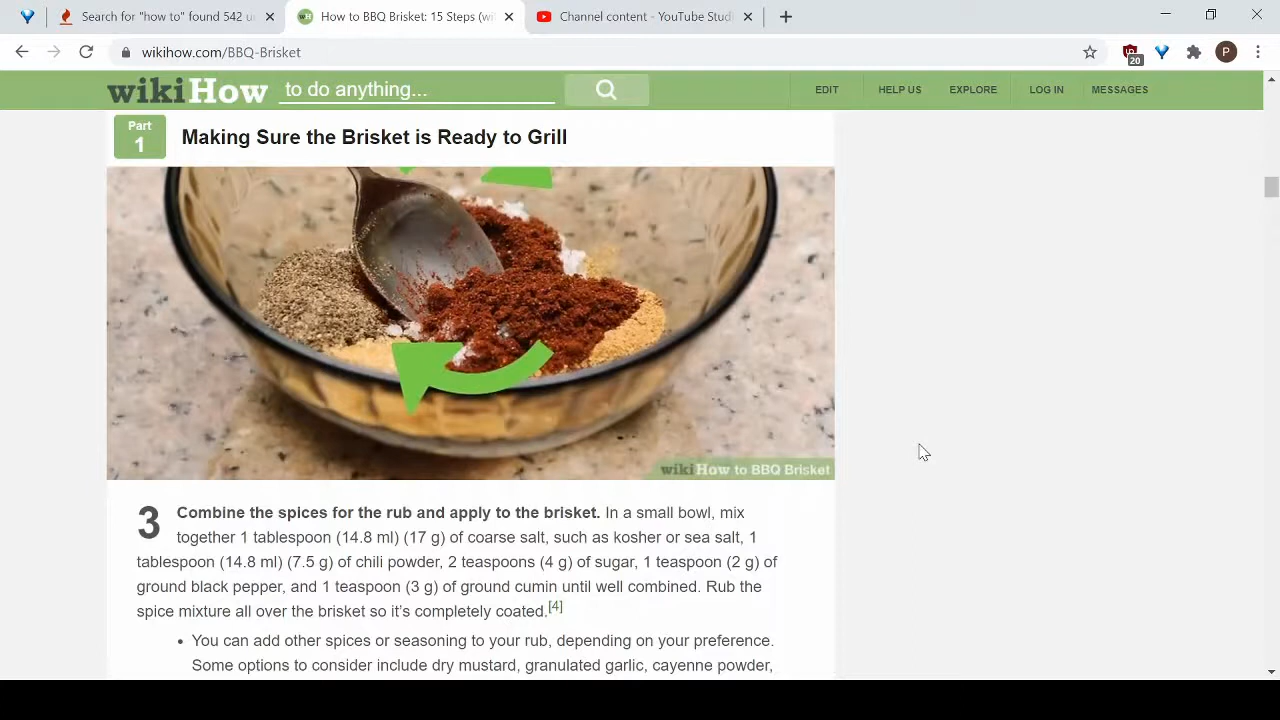 Search for "how to" found 542 u
How to BBQ Brisket: 15 Steps (wi
Channel content - YouTube Stud
wikihow.com/BBQ-Brisket
20
P
wikiHow to do anything...
EDIT
HELP US
EXPLORE
LOG IN
MESSAGES
Part
1
Making Sure the Brisket is Ready to Grill
wikiHow to BBQ Brisket
3 Combine the spices for the rub and apply to the brisket. In a small bowl, mix
together 1 tablespoon (14.8 ml) (17 g) of coarse salt, such as kosher or sea salt, 1
tablespoon (14.8 ml) (7.5 g) of chili powder, 2 teaspoons (4 g) of sugar, 1 teaspoon (2 g) of
ground black pepper, and 1 teaspoon (3 g) of ground cumin until well combined. Rub the
spice mixture all over the brisket so it's completely coated.[4]
• You can add other spices or seasoning to your rub, depending on your preference.
Some options to consider include dry mustard, granulated garlic, cayenne powder,